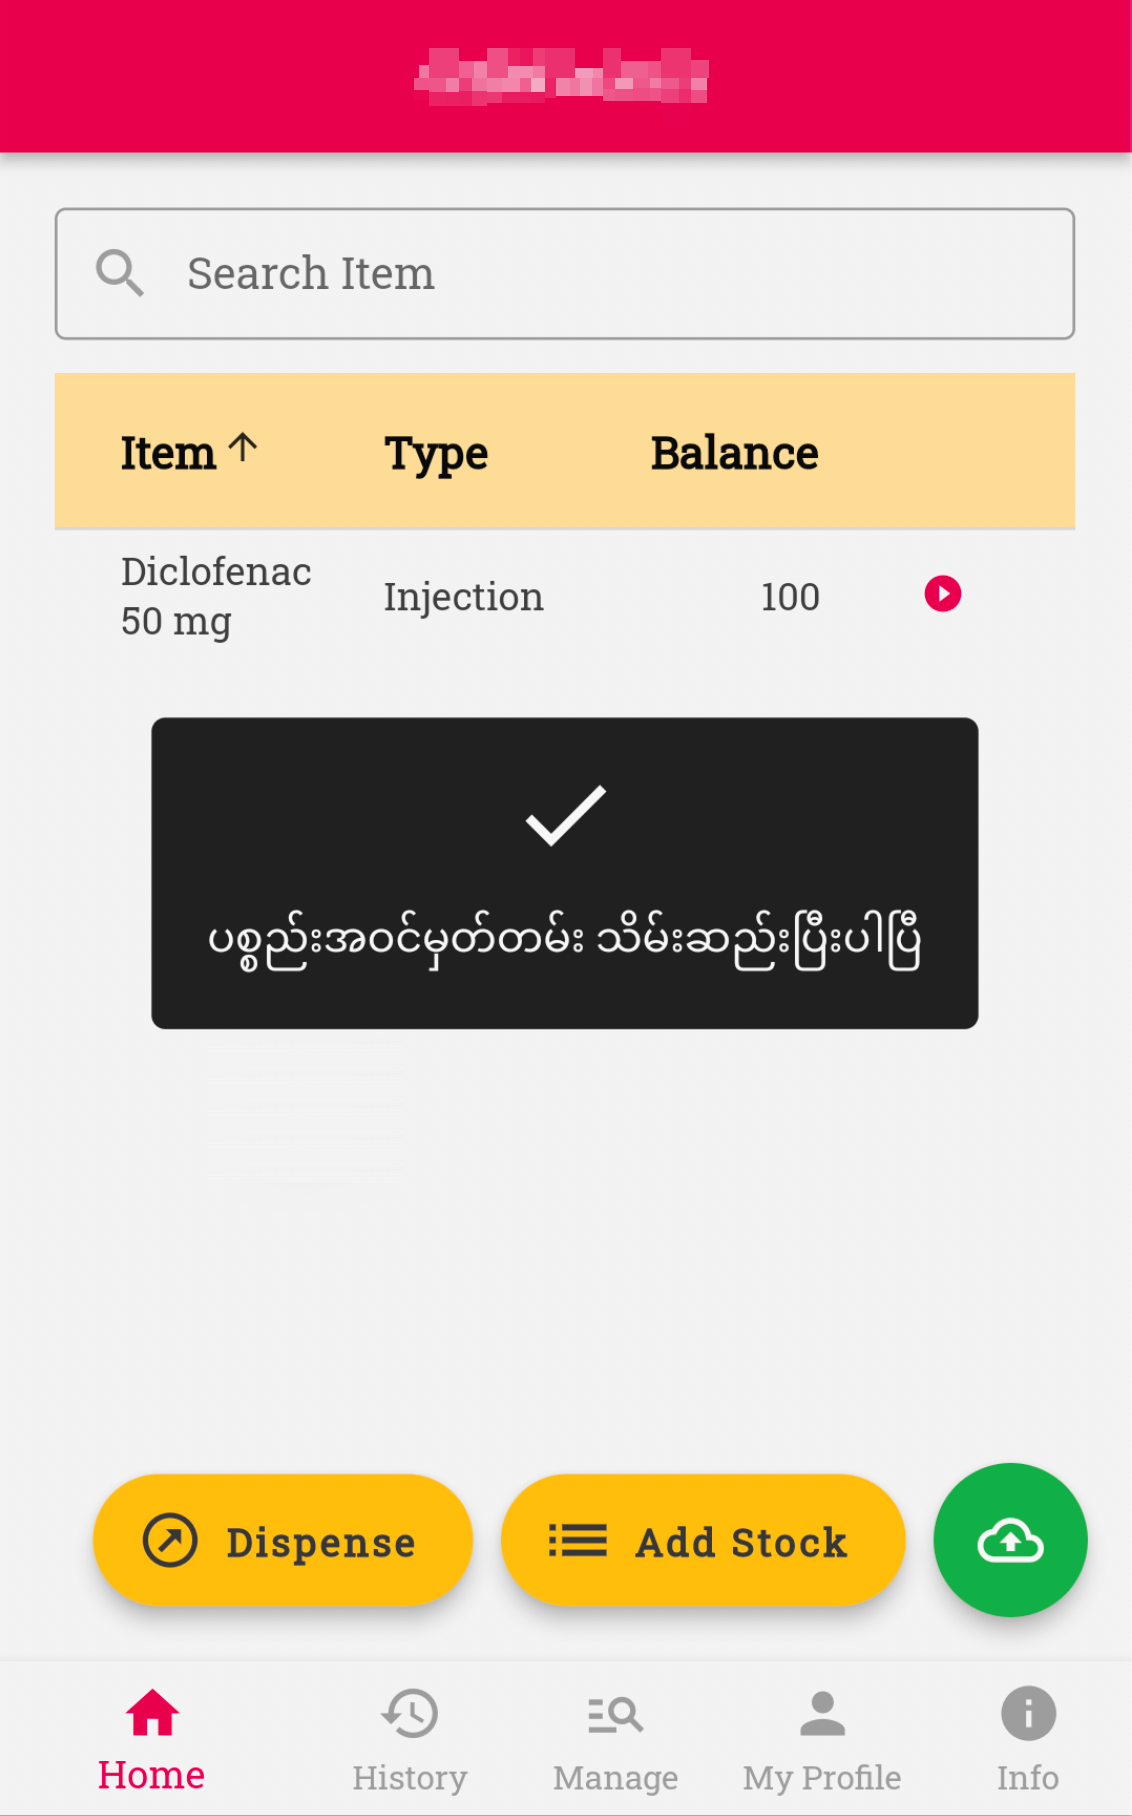 Search Item
Item Type Balance
Diclofenac
50 mg Injection 100
ပစ္စည်းအဝင်မှတ်တမ်း သိမ်းဆည်းပြီးပါပြီ
Dispense Add Stock
Home History Manage My Profile Info